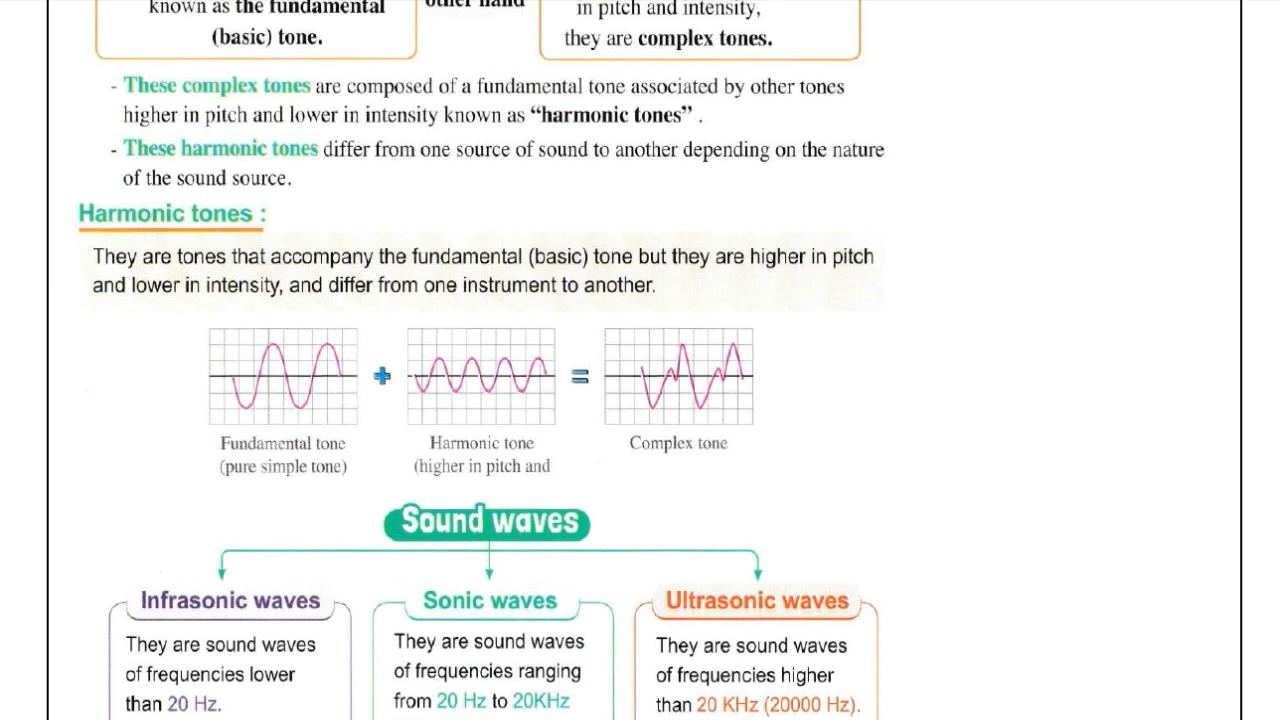 known as the fundamental
(basic) tone.
other hand
in pitch and intensity,
they are complex tones.
- These complex tones are composed of a fundamental tone associated by other tones
higher in pitch and lower in intensity known as “harmonic tones” .
- These harmonic tones differ from one source of sound to another depending on the nature
of the sound source.
Harmonic tones :
They are tones that accompany the fundamental (basic) tone but they are higher in pitch
and lower in intensity, and differ from one instrument to another.
Fundamental tone
(pure simple tone)
Harmonic tone
(higher in pitch and
Complex tone
Sound waves
Infrasonic waves
They are sound waves
of frequencies lower
than 20 Hz.
Sonic waves
They are sound waves
of frequencies ranging
from 20 Hz to 20KHz
Ultrasonic waves
They are sound waves
of frequencies higher
than 20 KHz (20000 Hz).